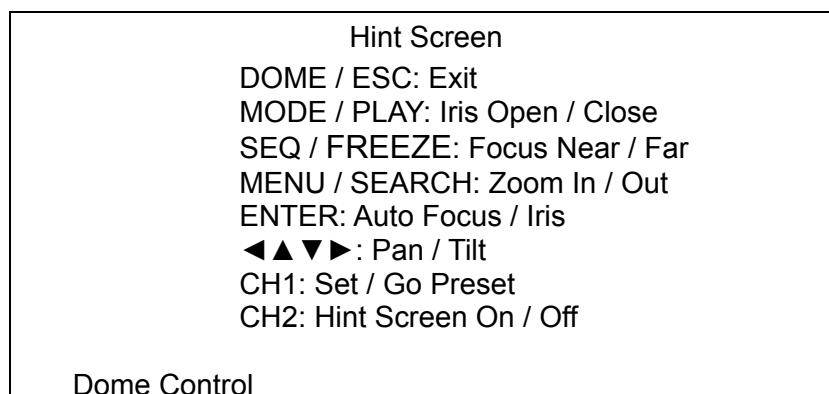 Hint Screen
DOME / ESC: Exit
MODE / PLAY: Iris Open / Close
SEQ / FREEZE: Focus Near / Far
MENU / SEARCH: Zoom In / Out
ENTER: Auto Focus / Iris
◄▲▼►: Pan / Tilt
CH1: Set / Go Preset
CH2: Hint Screen On / Off
Dome Control